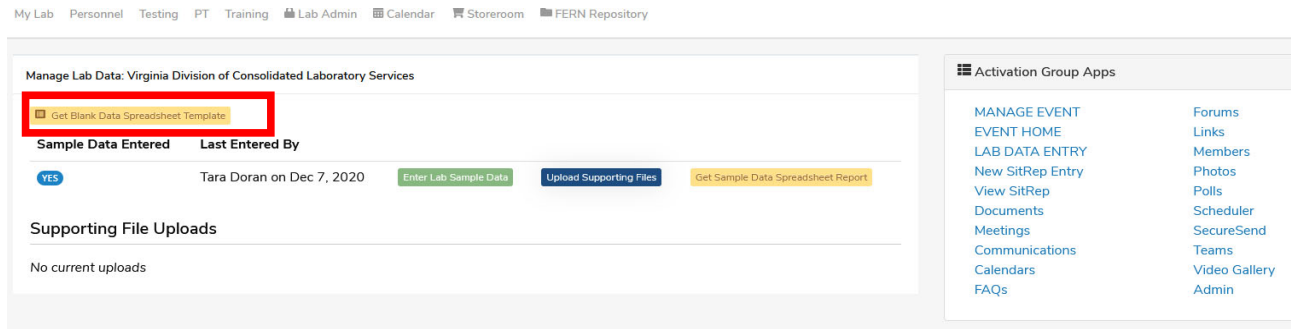 My Lab Personnel Testing PT Training Lab Admin Calendar Storeroom FERN Repository
Manage Lab Data: Virginia Division of Consolidated Laboratory Services
Get Blank Data Spreadsheet Template
Sample Data Entered Last Entered By
YES Tara Doran on Dec 7, 2020 Enter Lab Sample Data Upload Supporting Files Get Sample Data Spreadsheet Report
Supporting File Uploads
No current uploads
Activation Group Apps
MANAGE EVENT Forums
EVENT HOME Links
LAB DATA ENTRY Members
New SitRep Entry Photos
View SitRep Polls
Documents Scheduler
Meetings SecureSend
Communications Teams
Calendars Video Gallery
FAQs Admin